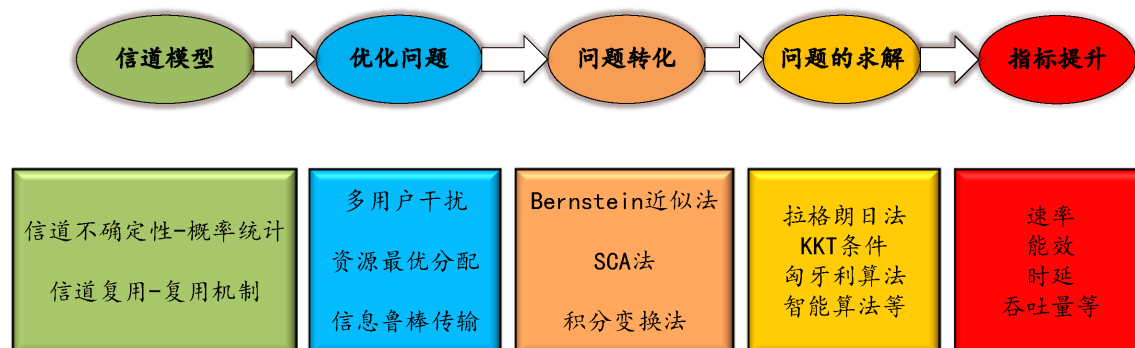 信道模型
优化问题
问题转化
问题的求解
指标提升
信道不确定性-概率统计
信道复用-复用机制
多用户干扰
资源最优分配
信息鲁棒传输
Bernstein近似法
SCA法
积分变换法
拉格朗日法
KKT条件
匈牙利算法
智能算法等
速率
能效
时延
吞吐量等